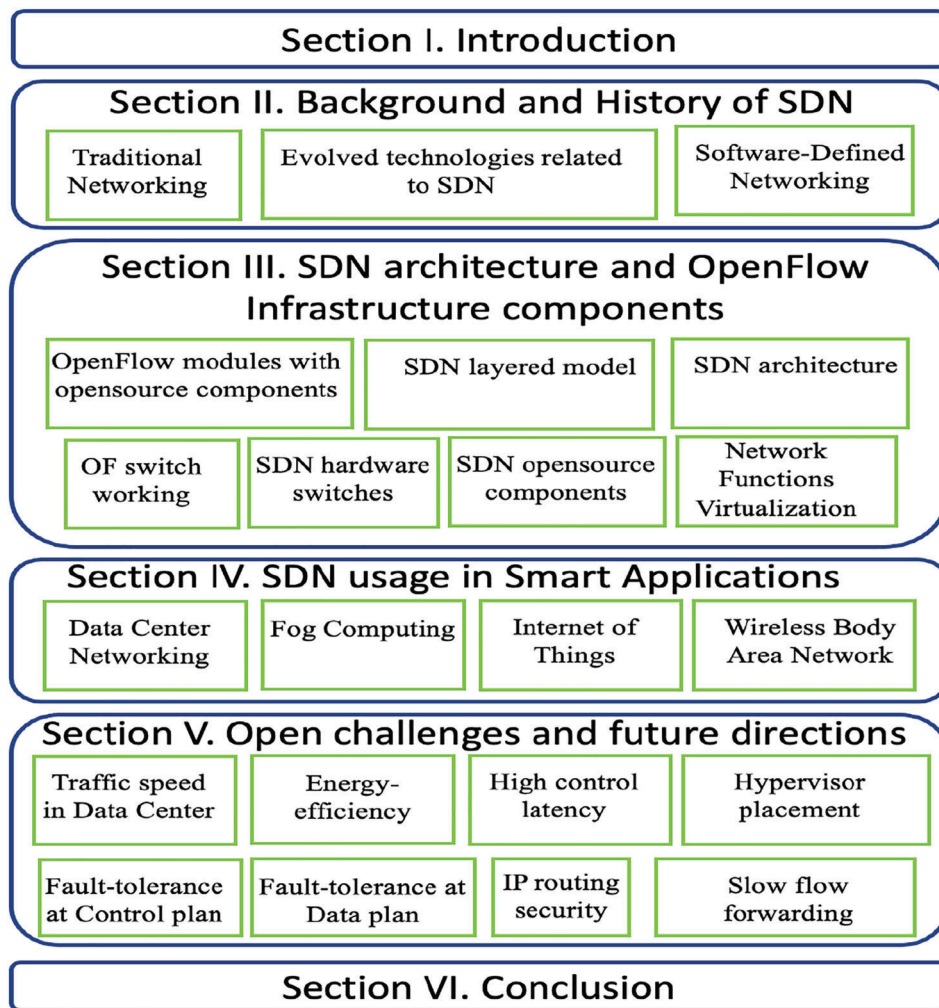 Section I. Introduction
Section II. Background and History of SDN
Traditional
Networking
Evolved technologies related
to SDN
Software-Defined
Networking
Section III. SDN architecture and OpenFlow
Infrastructure components
OpenFlow modules with
opensource components
SDN layered model
SDN architecture
OF switch
working
SDN hardware
switches
SDN opensource
components
Network
Functions
Virtualization
Section IV. SDN usage in Smart Applications
Data Center
Networking
Fog Computing
Internet of
Things
Wireless Body
Area Network
Section V. Open challenges and future directions
Traffic speed
in Data Center
Energy-
efficiency
High control
latency
Hypervisor
placement
Fault-tolerance
at Control plan
Fault-tolerance at
Data plan
IP routing
security
Slow flow
forwarding
Section VI. Conclusion